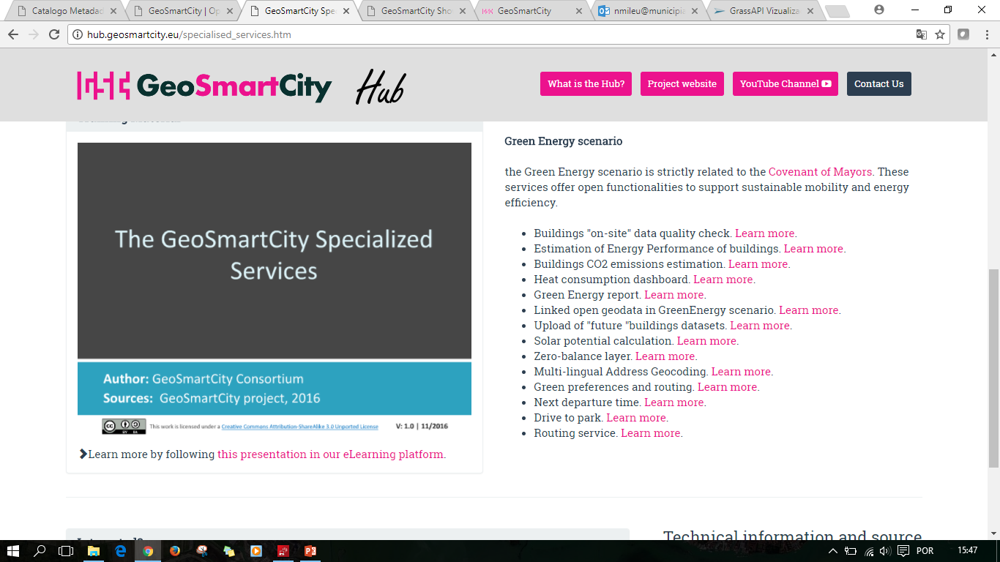 Catalogo Metadad
GeoSmartCity | Op
GeoSmartCity Spe
GeoSmartCity Sho
GeoSmartCity
nmileu@municipia
GrassAPI Vizualiza
hub.geosmartcity.eu/specialised_services.htm
GeoSmartCity Hub
What is the Hub?
Project website
YouTube Channel
Contact Us
The GeoSmartCity Specialized
Services
Author: GeoSmartCity Consortium
Sources: GeoSmartCity project, 2016
This work is licensed under a Creative Commons Attribution-ShareAlike 3.0 Unported License
V: 1.0 | 11/2016
Learn more by following this presentation in our eLearning platform.
Green Energy scenario
the Green Energy scenario is strictly related to the Covenant of Mayors. These
services offer open functionalities to support sustainable mobility and energy
efficiency.
Buildings "on-site" data quality check. Learn more.
Estimation of Energy Performance of buildings. Learn more.
Buildings CO2 emissions estimation. Learn more.
Heat consumption dashboard. Learn more.
Green Energy report. Learn more.
Linked open geodata in GreenEnergy scenario. Learn more.
Upload of "future "buildings datasets. Learn more.
Solar potential calculation. Learn more.
Zero-balance layer. Learn more.
Multi-lingual Address Geocoding. Learn more.
Green preferences and routing. Learn more.
Next departure time. Learn more.
Drive to park. Learn more.
Routing service. Learn more.
Technical information and source
POR
15:47